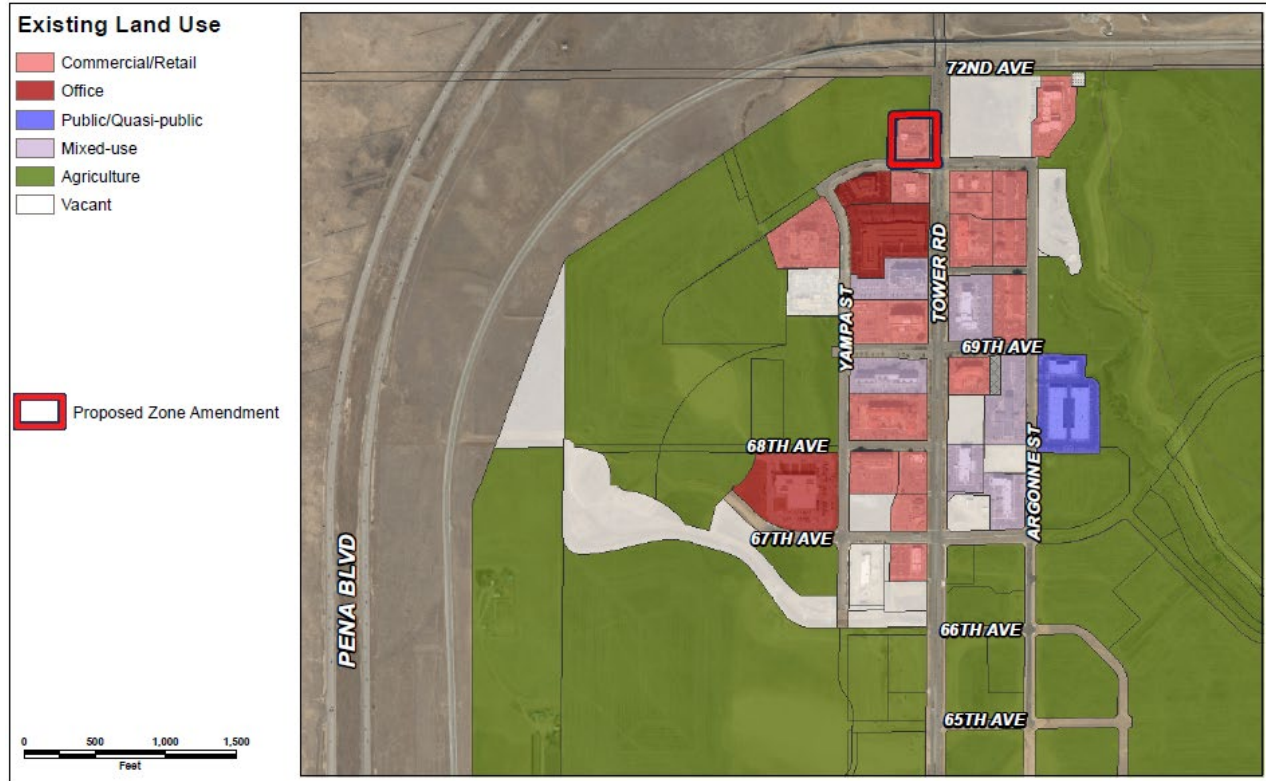 Existing Land Use
Commercial/Retail
Office
Public/Quasi-public
Mixed-use
Agriculture
Vacant
Proposed Zone Amendment
0 500 1,000 1,500
Feet
72ND AVE
TOWER RD
YAMPA ST
69TH AVE
68TH AVE
ARGONNE ST
67TH AVE
PENA BLVD
66TH AVE
65TH AVE